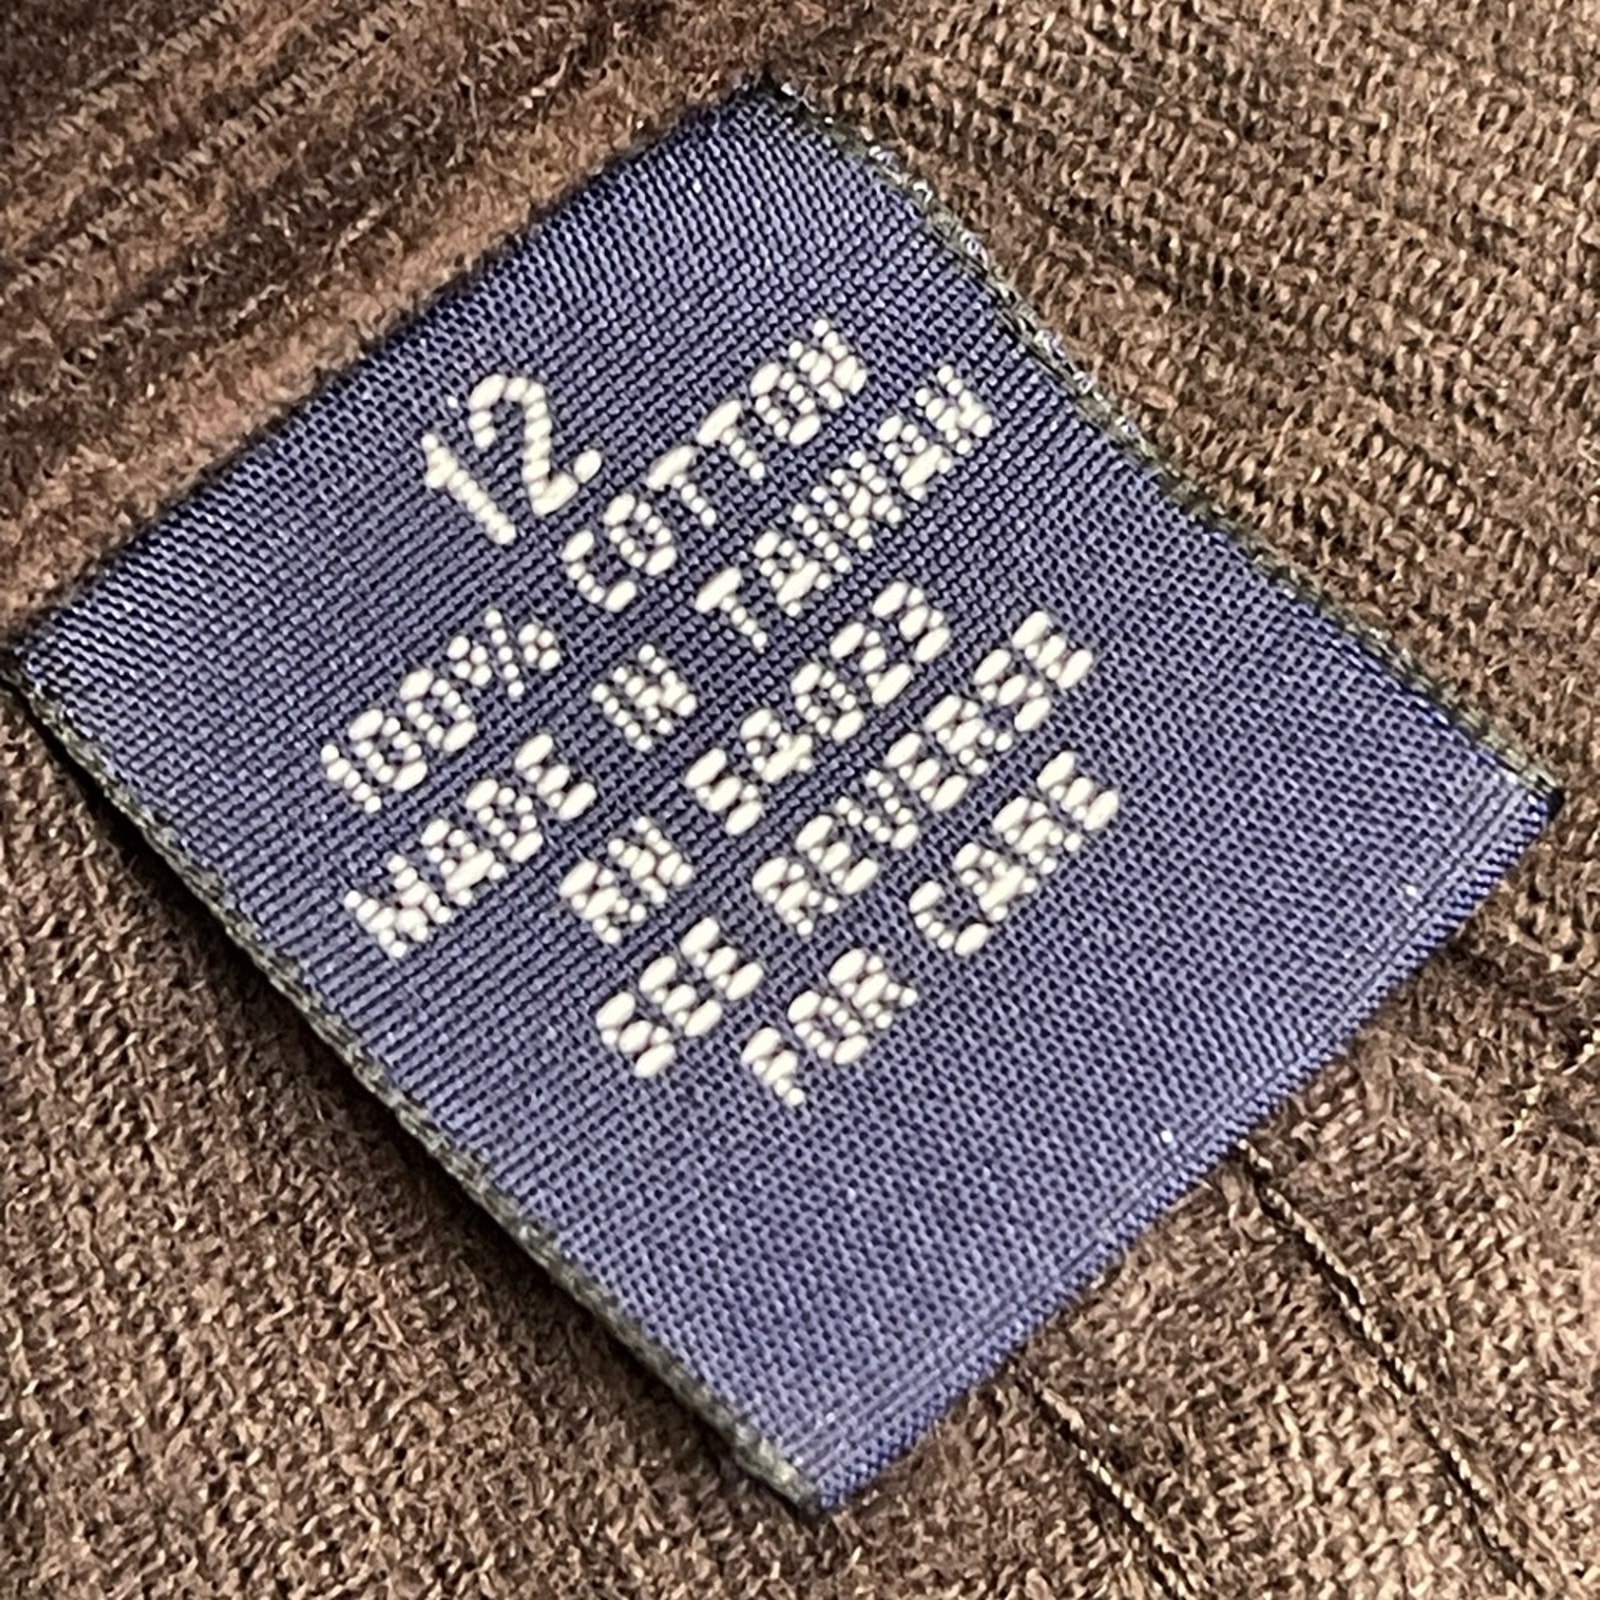 12
100% COTTON
MADE IN TAIWAN
RN 54023
SEE REVERSE
FOR CARE